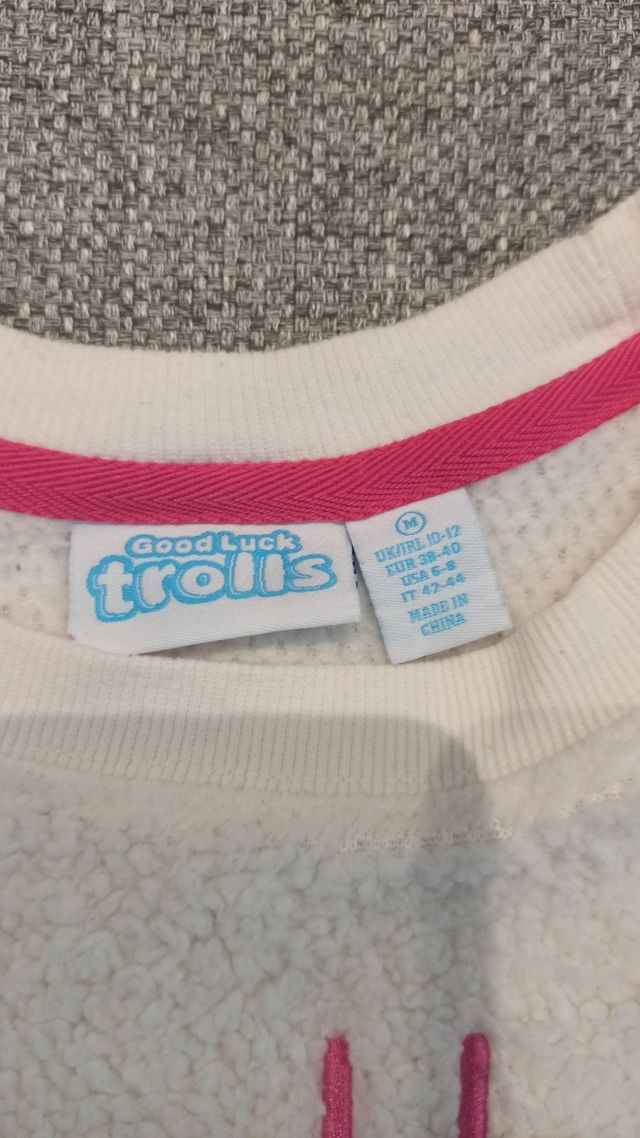 Good Luck
trolls
M
UK/IRL 10-12
EUR 38-40
USA 6-8
IT 42-44
MADE IN
CHINA